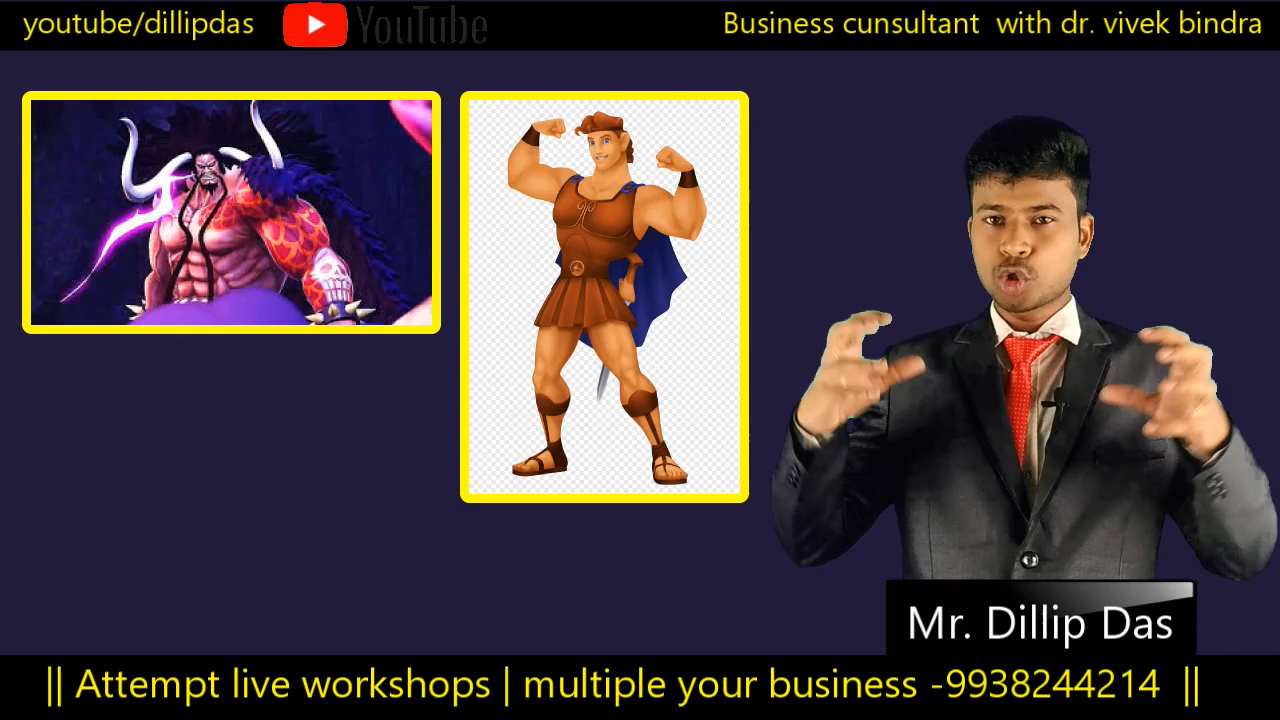 youtube/dillipdas
YouTube
Business cunsultant with dr. vivek bindra
Mr. Dillip Das
|| Attempt live workshops | multiple your business -9938244214 ||